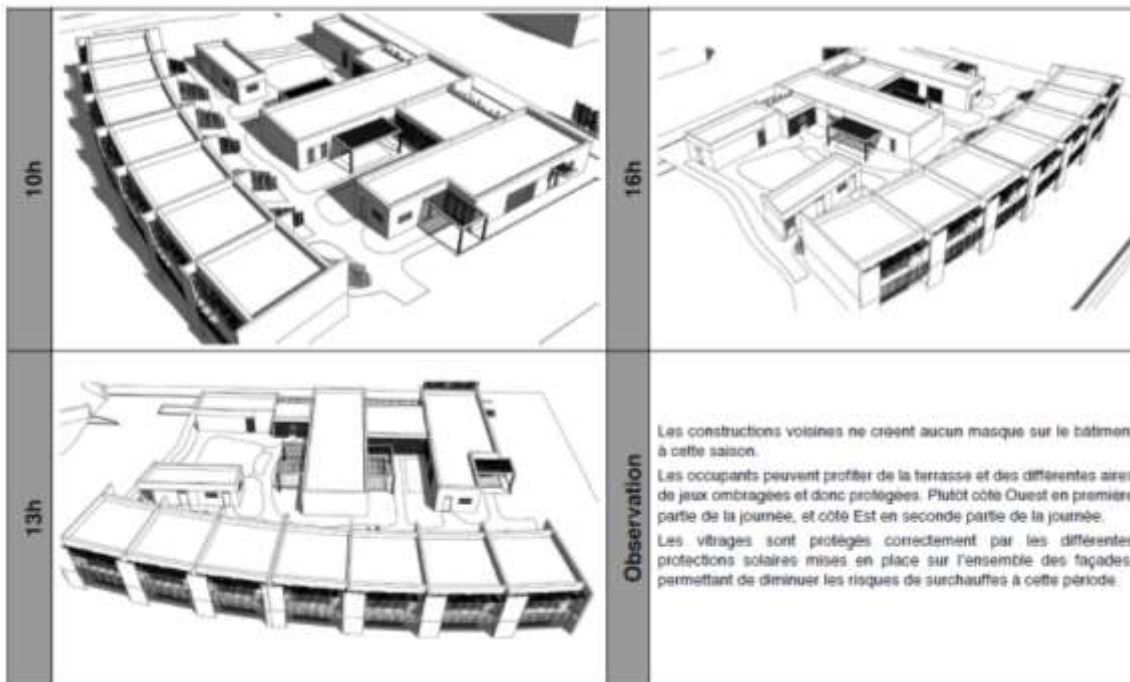 10h
16h
13h
Observation
Les constructions voisines ne créent aucun masque sur le bâtimen
à cette saison.
Les occupants peuvent profiter de la terrasse et des différentes aires
de jeux ombragées et donc protégées. Plutôt côté Ouest en première
partie de la journée, et côté Est en seconde partie de la journée.
Les vitrages sont protégés correctement par les différentes
protections solaires mises en place sur l'ensemble des façades
permettant de diminuer les risques de surchauffes à cette période.